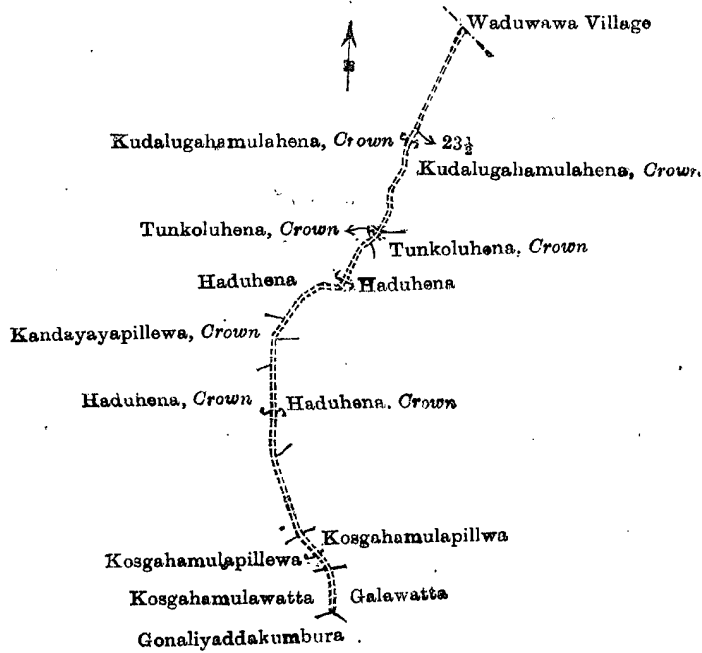 Waduwawa Village
Kudalugahamulahena, Crown
23½
Kudalugahamulahena, Crown.
Tunkoluhena, Crown
Tunkoluhena, Crown
Haduhena
Haduhena
Kandayayapillewa, Crown
Haduhena, Crown
Haduhena, Crown
Kosgahamulapillwa
Kosgahamulapillewa
Kosgahamulawatta
Galawatta
Gonaliyaddakumbura